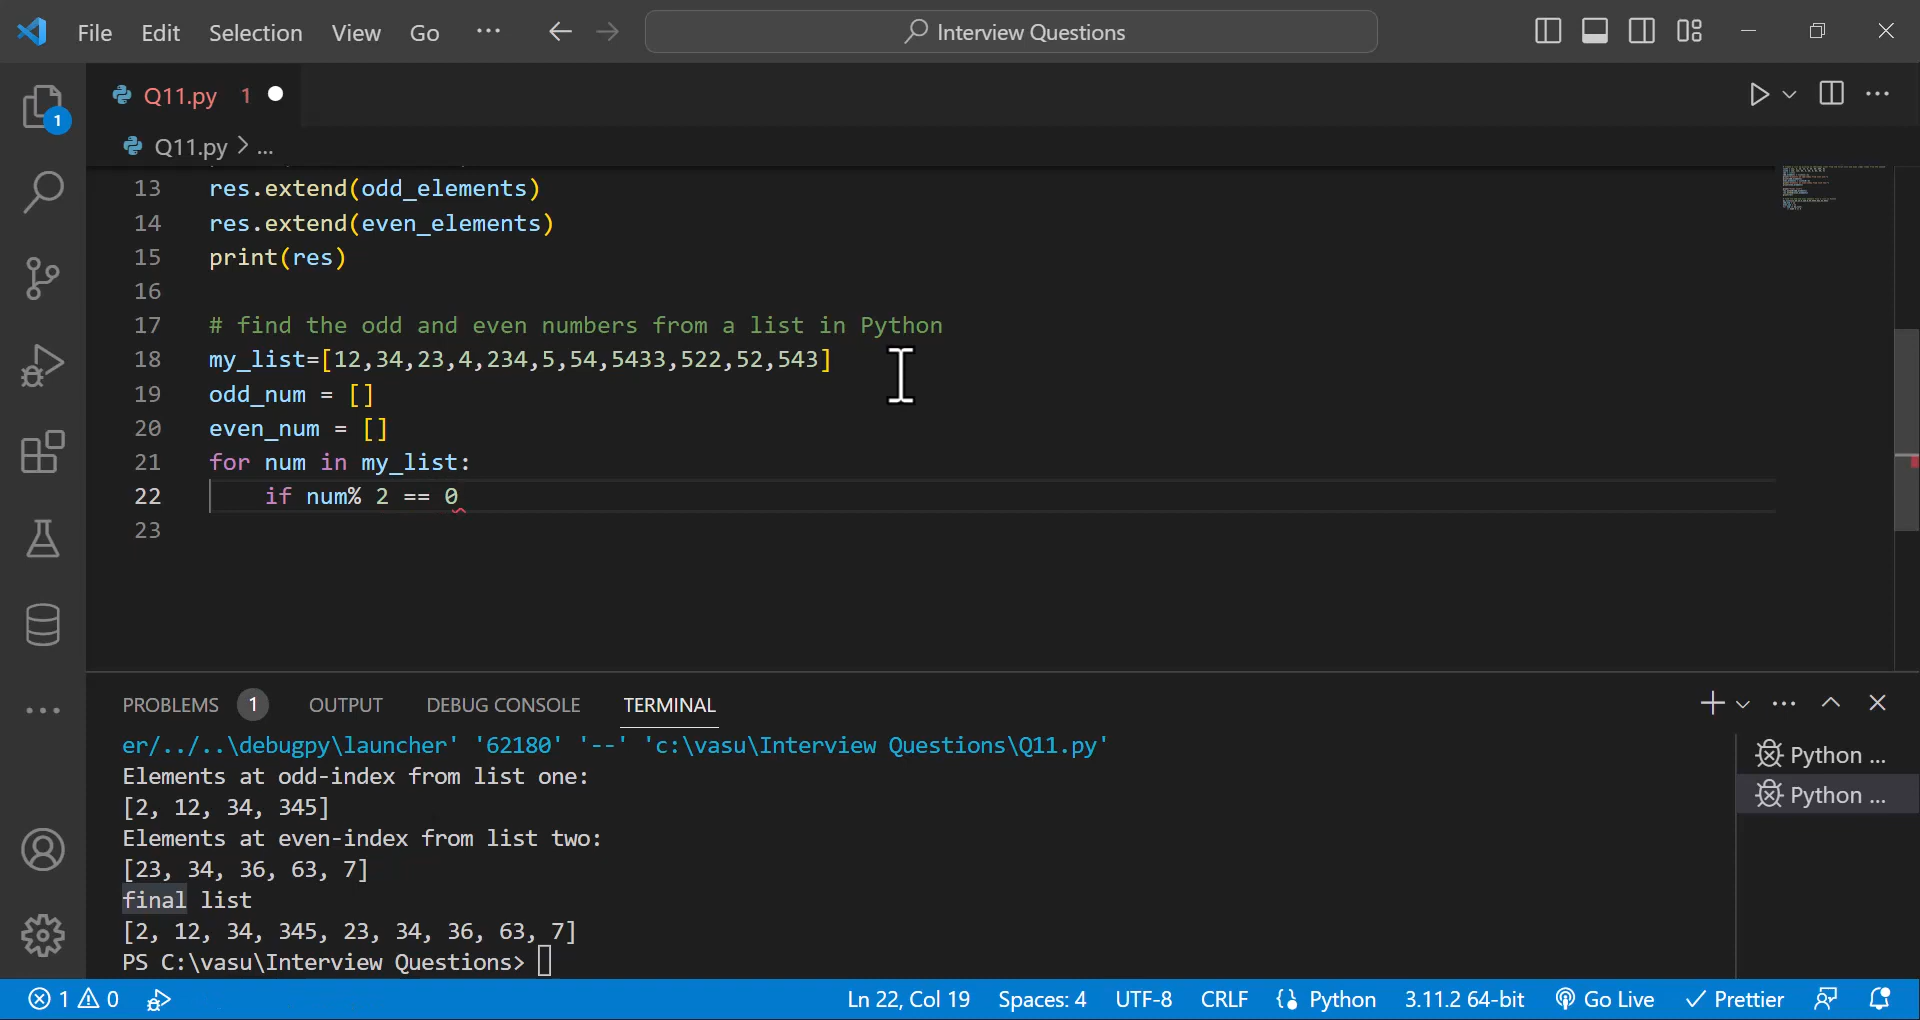 File Edit Selection View Go ... Interview Questions
1
Q11.py 1
Q11.py > ...
13 res.extend(odd_elements)
14 res.extend(even_elements)
15 print(res)
16
17 # find the odd and even numbers from a list in Python
18 my_list=[12,34,23,4,234,5,54,5433,522,52,543]
19 odd_num = []
20 even_num = []
21 for num in my_list:
22 if num% 2 == 0
23
PROBLEMS 1 OUTPUT DEBUG CONSOLE TERMINAL
er/../..\debugpy\launcher' '62180' '--' 'c:\vasu\Interview Questions\Q11.py'
Elements at odd-index from list one:
[2, 12, 34, 345]
Elements at even-index from list two:
[23, 34, 36, 63, 7]
final list
[2, 12, 34, 345, 23, 34, 36, 63, 7]
PS C:\vasu\Interview Questions>
Python ...
Python ...
1 0 Ln 22, Col 19 Spaces: 4 UTF-8 CRLF Python 3.11.2 64-bit Go Live Prettier